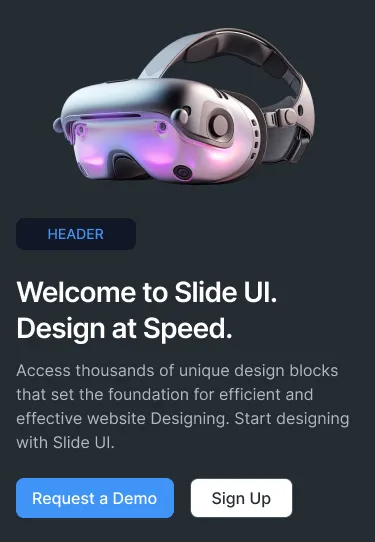 HEADER
Welcome to Slide UI.
Design at Speed.
Access thousands of unique design blocks
that set the foundation for efficient and
effective website Designing. Start designing
with Slide UI.
Request a Demo
Sign Up